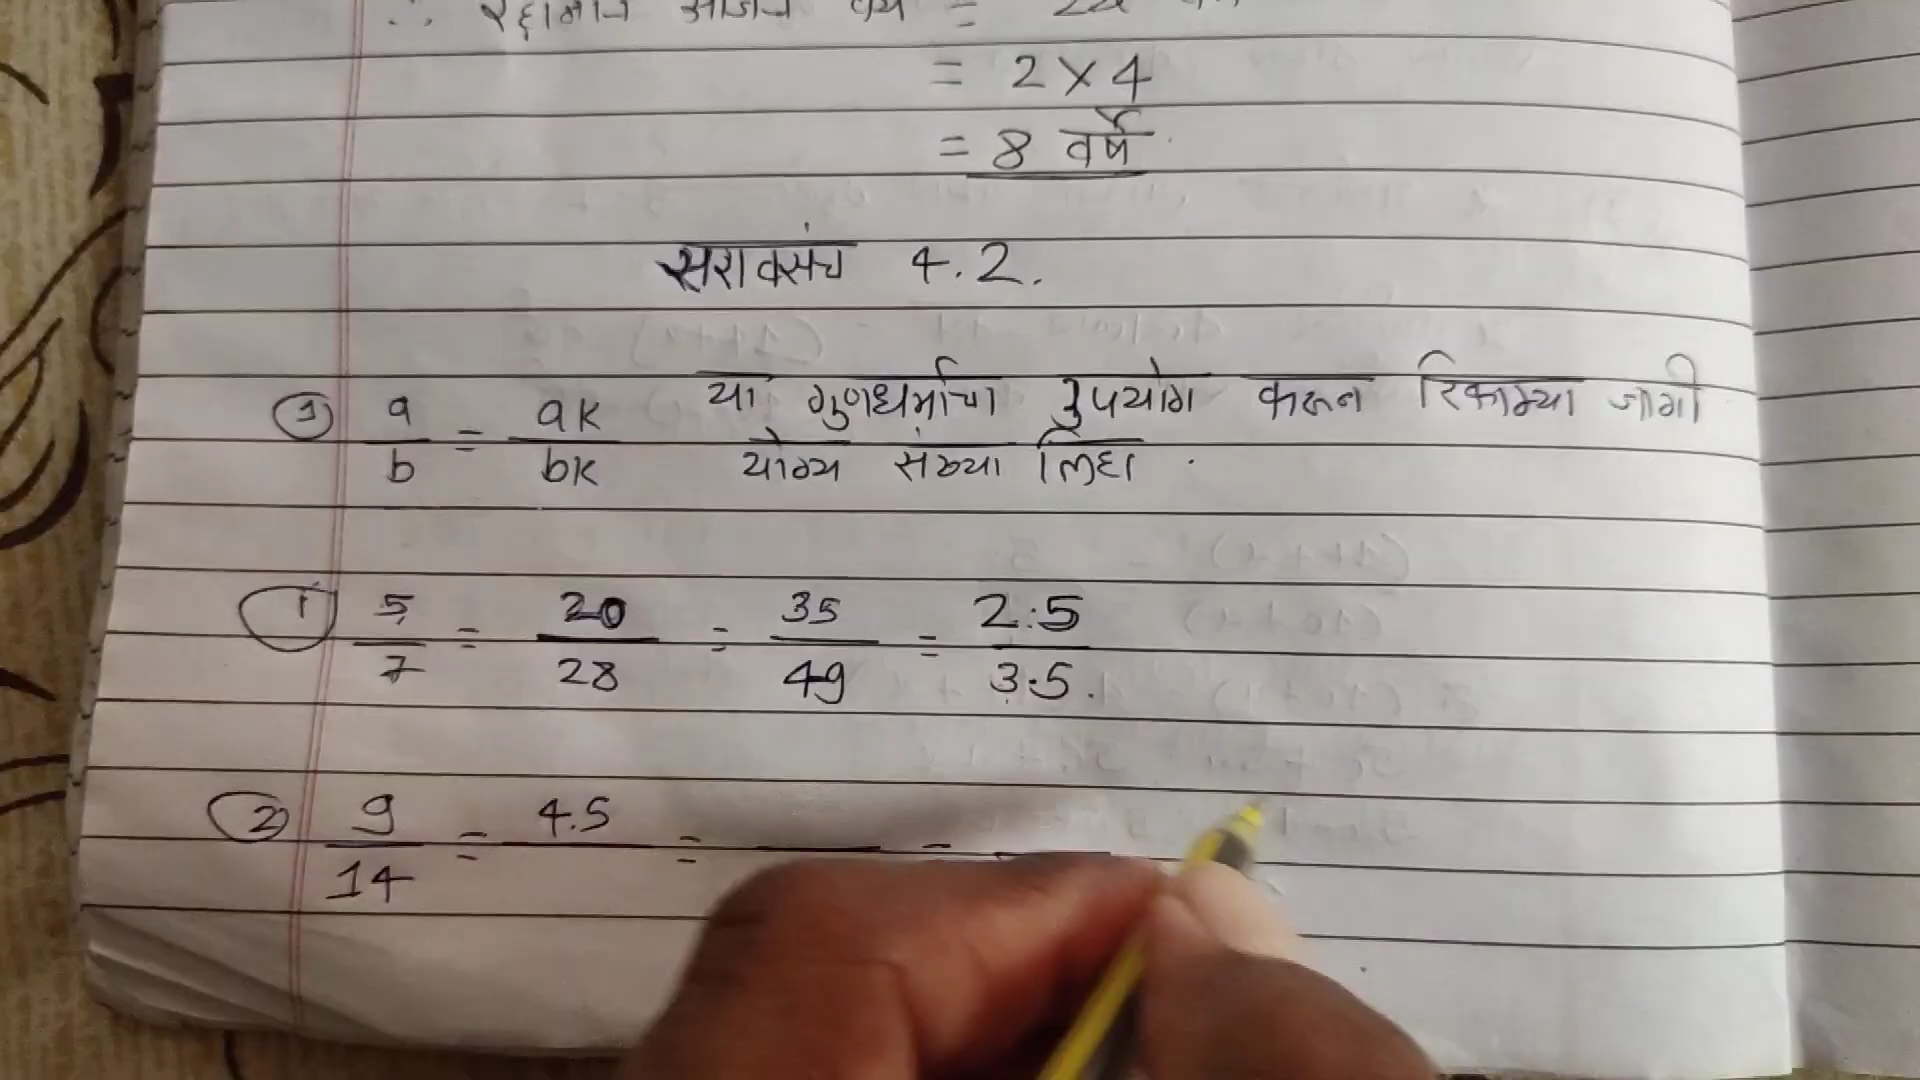 = 2 × 4
= 8 वर्षे
सरावसंच 4.2.
① a/b = ak/bk या गुणधर्माचा उपयोग करून रिकाम्या जागी
योग्य संख्या लिहा .
① 5/7 = 20/28 = 35/49 = 2.5/3.5.
② 9/14 = 4.5/ = =